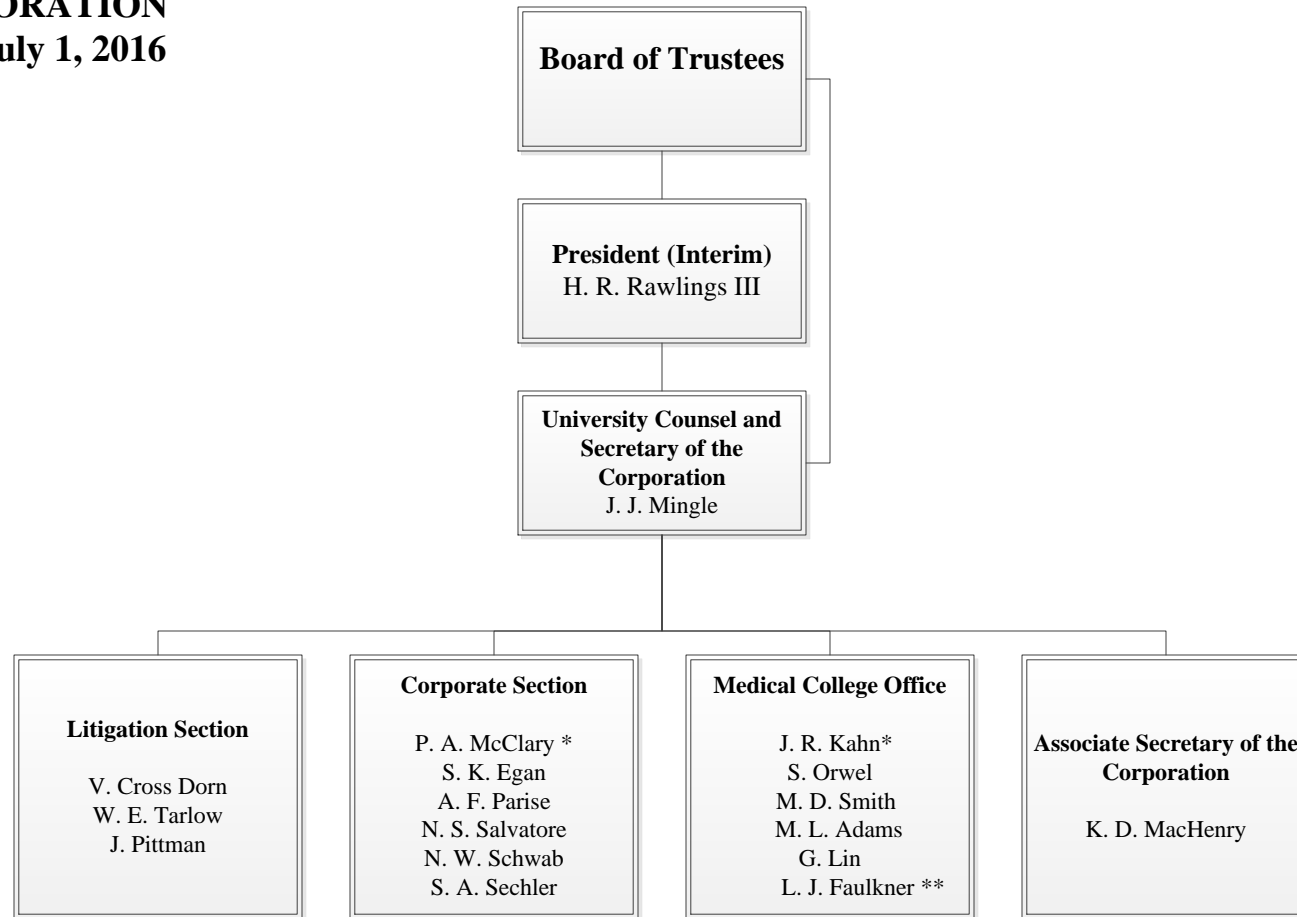 ORATION
uly 1, 2016
Board of Trustees
President (Interim)
H. R. Rawlings III
University Counsel and
Secretary of the
Corporation
J. J. Mingle
Litigation Section
V. Cross Dorn
W. E. Tarlow
J. Pittman
Corporate Section
P. A. McClary *
S. K. Egan
A. F. Parise
N. S. Salvatore
N. W. Schwab
S. A. Sechler
Medical College Office
J. R. Kahn*
S. Orwel
M. D. Smith
M. L. Adams
G. Lin
L. J. Faulkner **
Associate Secretary of the
Corporation
K. D. MacHenry